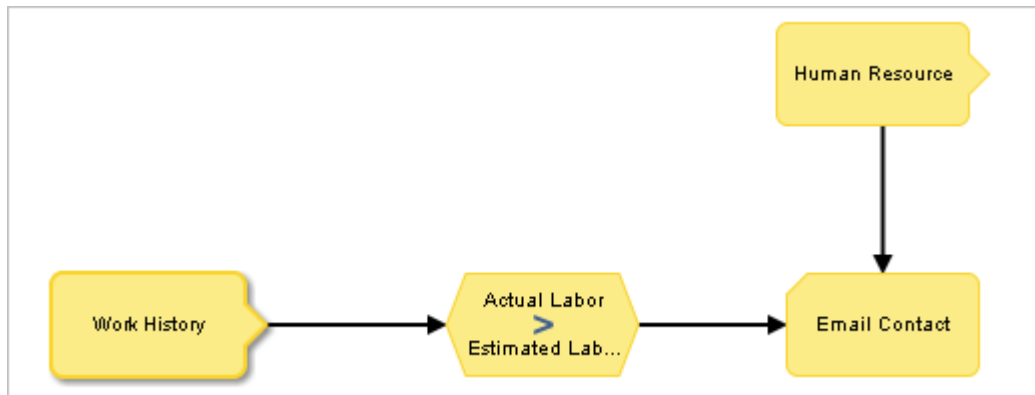 Human Resource
Work History
Actual Labor
>
Estimated Lab...
Email Contact